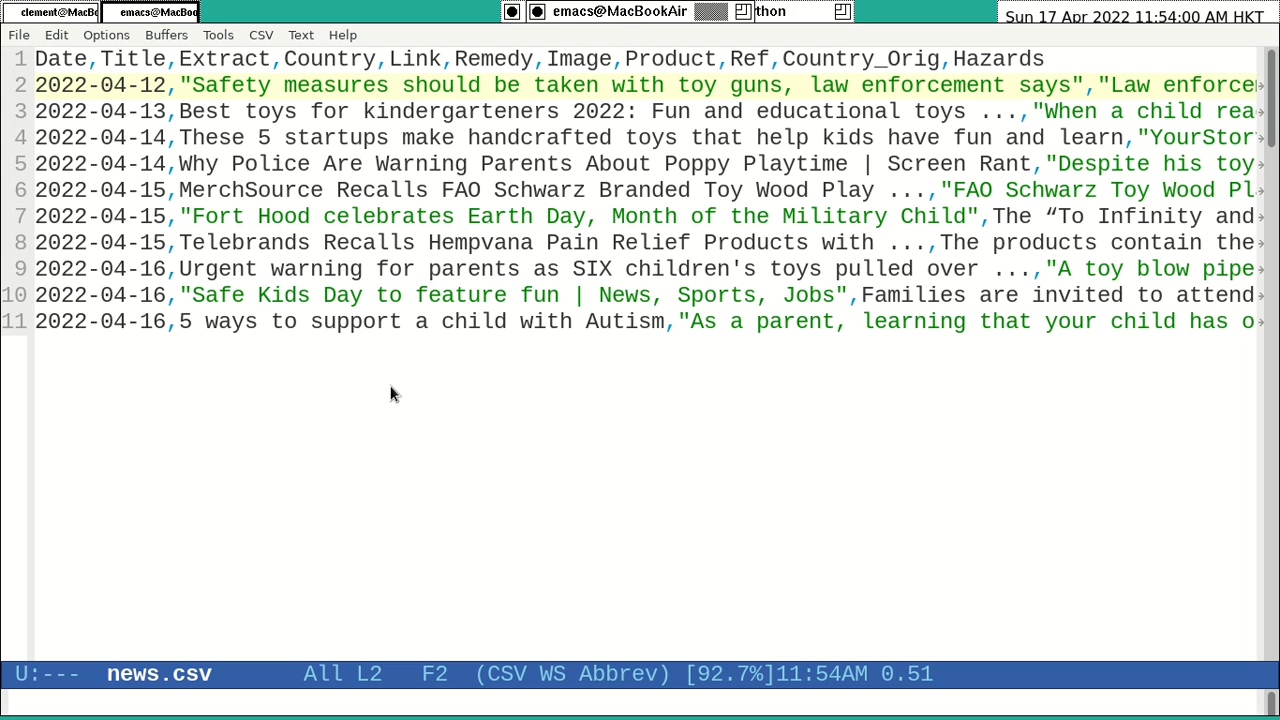 clement@MacBo
emacs@MacBoo
emacs@MacBookAir
thon
Sun 17 Apr 2022 11:54:00 AM HKT
File Edit Options Buffers Tools CSV Text Help
1 Date,Title,Extract,Country,Link,Remedy,Image,Product,Ref,Country_Orig,Hazards
2 2022-04-12,"Safety measures should be taken with toy guns, law enforcement says","Law enforce
3 2022-04-13,Best toys for kindergarteners 2022: Fun and educational toys ...,"When a child rea
4 2022-04-14,These 5 startups make handcrafted toys that help kids have fun and learn,"YourStor
5 2022-04-14,Why Police Are Warning Parents About Poppy Playtime | Screen Rant,"Despite his toy
6 2022-04-15,MerchSource Recalls FAO Schwarz Branded Toy Wood Play ...,"FAO Schwarz Toy Wood Pl
7 2022-04-15,"Fort Hood celebrates Earth Day, Month of the Military Child",The “To Infinity and
8 2022-04-15,Telebrands Recalls Hempvana Pain Relief Products with ...,The products contain the
9 2022-04-16,Urgent warning for parents as SIX children's toys pulled over ...,"A toy blow pipe
10 2022-04-16,"Safe Kids Day to feature fun | News, Sports, Jobs",Families are invited to attend
11 2022-04-16,5 ways to support a child with Autism,"As a parent, learning that your child has o
U:--- news.csv All L2 F2 (CSV WS Abbrev) [92.7%]11:54AM 0.51